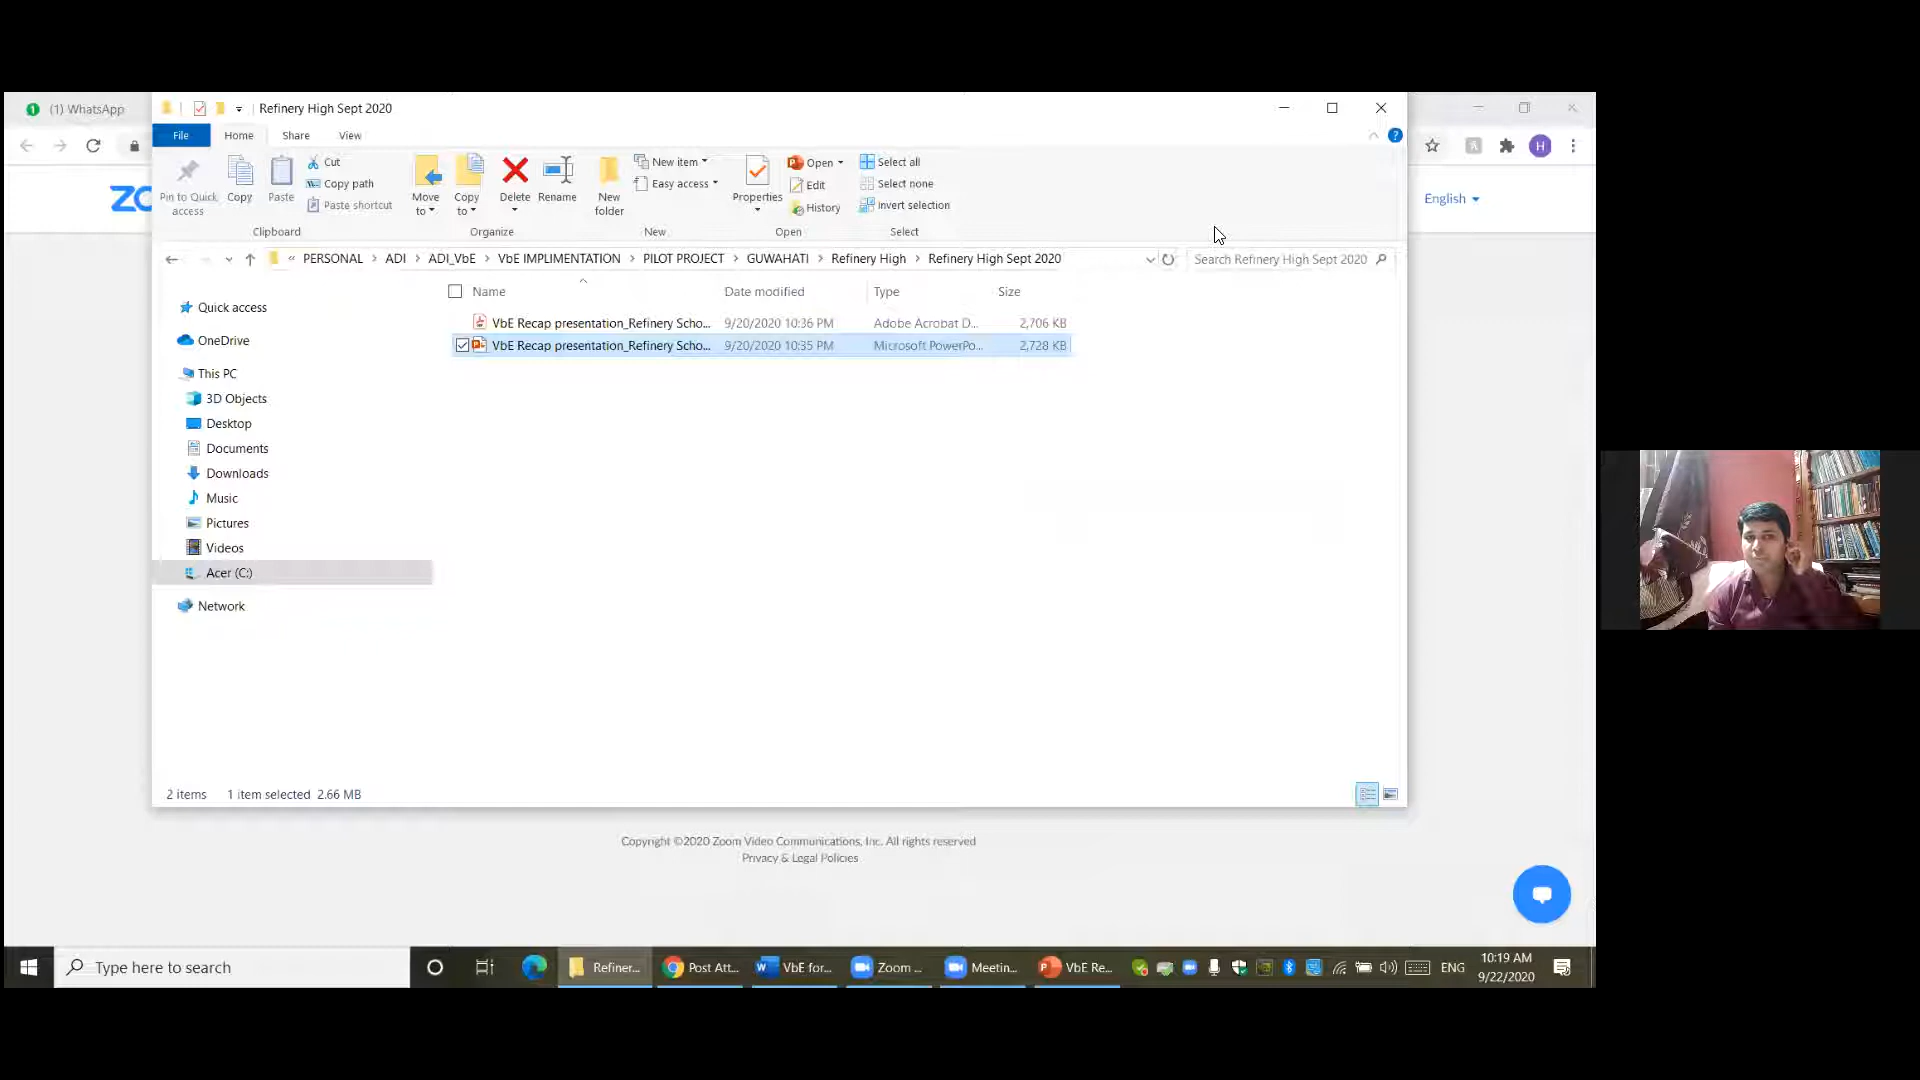 (1) WhatsApp
Refinery High Sept 2020
File Home Share View
Pin to Quick access
Copy
Paste
Cut
Copy path
Paste shortcut
Clipboard
Move to
Copy to
Delete
Rename
Organize
New folder
New item
Easy access
New
Properties
Open
Edit
History
Open
Select all
Select none
Invert selection
Select
English
H
« PERSONAL › ADI › ADI_VbE › VbE IMPLIMENTATION › PILOT PROJECT › GUWAHATI › Refinery High › Refinery High Sept 2020
Search Refinery High Sept 2020
Name Date modified Type Size
VbE Recap presentation_Refinery Scho... 9/20/2020 10:36 PM Adobe Acrobat D... 2,706 KB
VbE Recap presentation_Refinery Scho... 9/20/2020 10:35 PM Microsoft PowerPo... 2,728 KB
Quick access
OneDrive
This PC
3D Objects
Desktop
Documents
Downloads
Music
Pictures
Videos
Acer (C:)
Network
2 items 1 item selected 2.66 MB
Copyright ©2020 Zoom Video Communications, Inc. All rights reserved
Privacy & Legal Policies
Type here to search
Refiner...
Post Att...
VbE for...
Zoom ...
Meetin...
VbE Re...
ENG
10:19 AM
9/22/2020